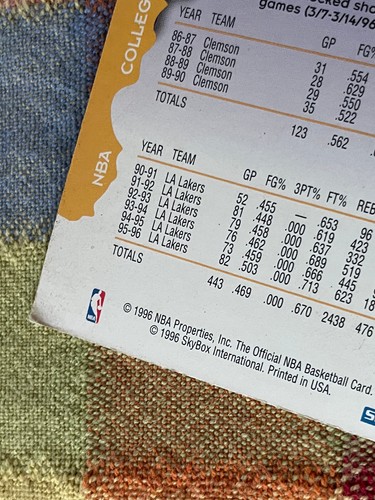 games (3/7-3/14/96
COLLEG
YEAR TEAM GP FG%
86-87 Clemson 31 .554
87-88 Clemson 28 .629
88-89 Clemson 29 .550
89-90 Clemson 35 .522
TOTALS 123 .562
NBA
YEAR TEAM GP FG% 3PT% FT% REB
90-91 LA Lakers 52 .455 — .653 96
91-92 LA Lakers 81 .448 .000 .619 423
92-93 LA Lakers 79 .458 .000 .637 332
93-94 LA Lakers 76 .462 .000 .689 519
94-95 LA Lakers 73 .459 .000 .666 445
95-96 LA Lakers 82 .503 .000 .713 623
TOTALS 443 .469 .000 .670 2438 476
NBA
© 1996 NBA Properties, Inc. The Official NBA Basketball Card.
© 1996 SkyBox International. Printed in USA.